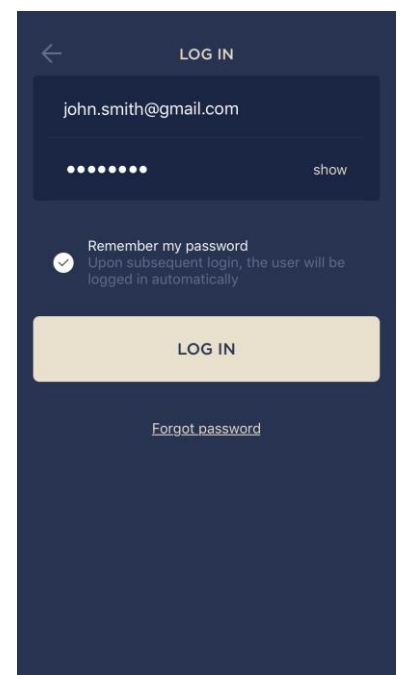 LOG IN
john.smith@gmail.com
•••••••• show
Remember my password
Upon subsequent login, the user will be
logged in automatically
LOG IN
Forgot password